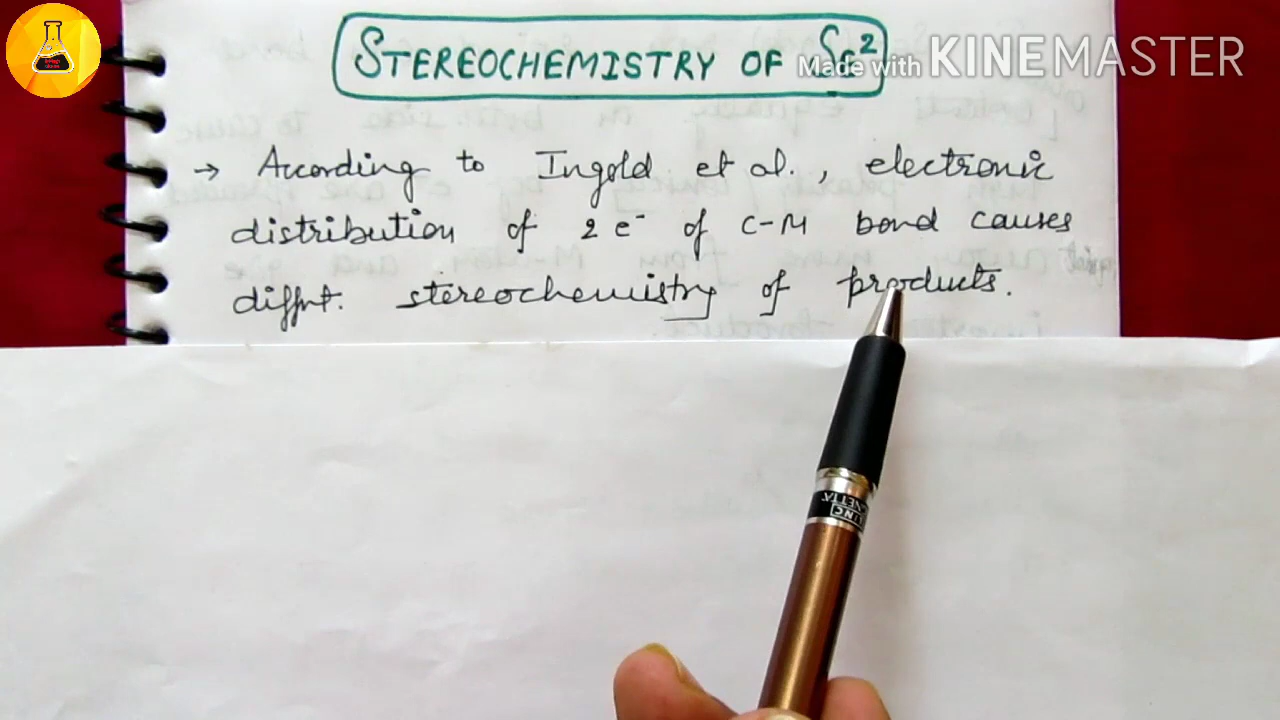 STEREOCHEMISTRY OF SE²
Made with KINEMASTER
→ According to Ingold et al., electronic
distribution of 2e⁻ of C-M bond causes
diffnt. stereochemistry of products.
LINC